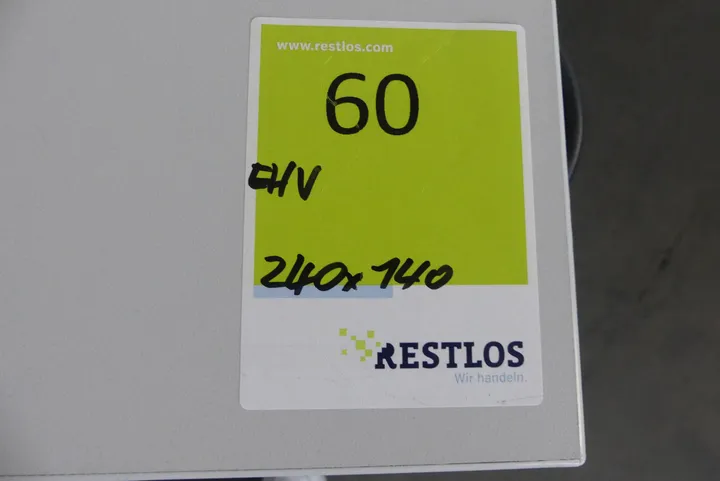 www.restlos.com
60
EHV
240x140
RESTLOS
Wir handeln.